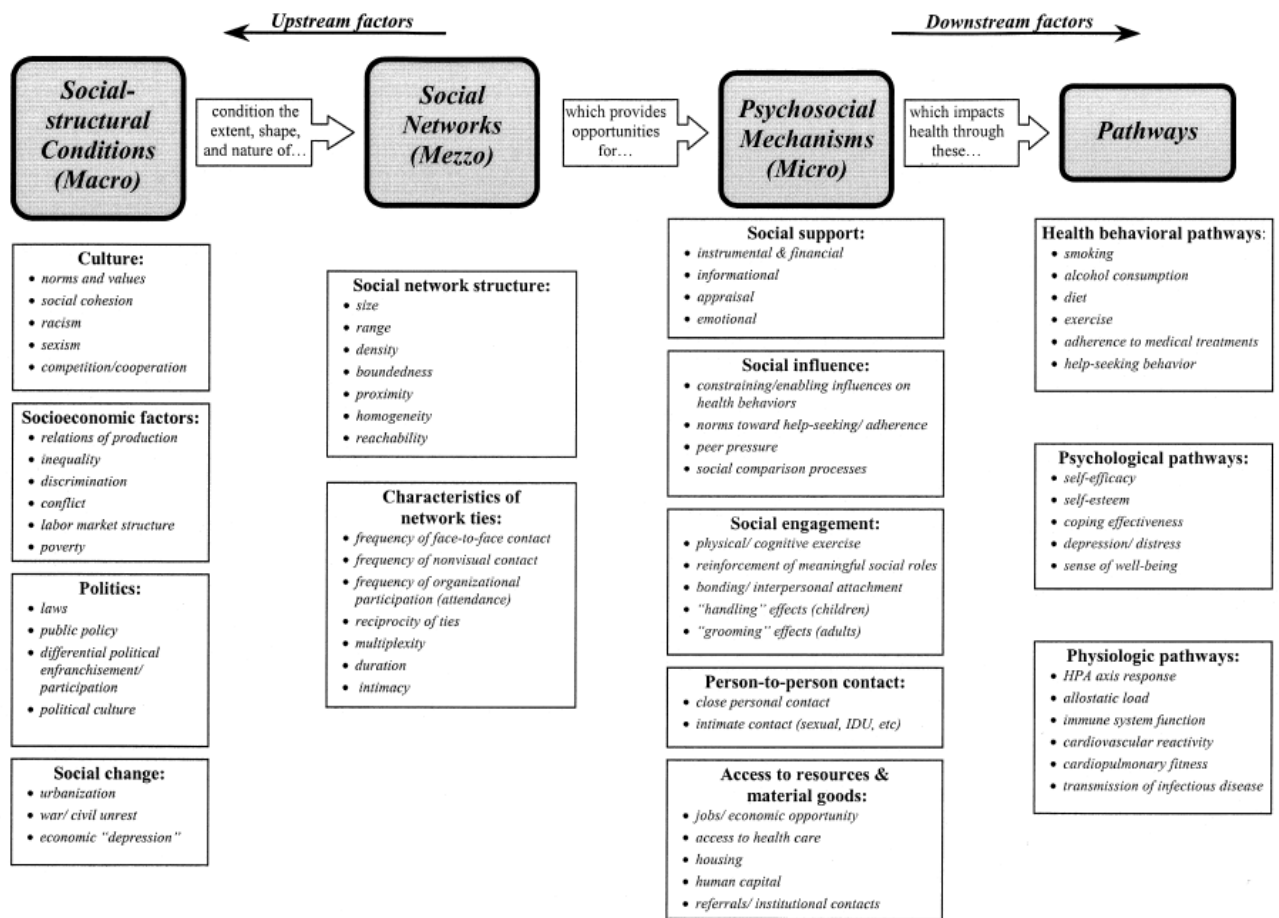 Upstream factors
Downstream factors
Social-
structural
Conditions
(Macro)
condition the
extent, shape,
and nature of…
Social
Networks
(Mezzo)
which provides
opportunities
for…
Psychosocial
Mechanisms
(Micro)
which impacts
health through
these…
Pathways
Culture:
• norms and values
• social cohesion
• racism
• sexism
• competition/cooperation
Socioeconomic factors:
• relations of production
• inequality
• discrimination
• conflict
• labor market structure
• poverty
Politics:
• laws
• public policy
• differential political
enfranchisement/
participation
• political culture
Social change:
• urbanization
• war/ civil unrest
• economic “depression”
Social network structure:
• size
• range
• density
• boundedness
• proximity
• homogeneity
• reachability
Characteristics of
network ties:
• frequency of face-to-face contact
• frequency of nonvisual contact
• frequency of organizational
participation (attendance)
• reciprocity of ties
• multiplexity
• duration
• intimacy
Social support:
• instrumental & financial
• informational
• appraisal
• emotional
Social influence:
• constraining/enabling influences on
health behaviors
• norms toward help-seeking/ adherence
• peer pressure
• social comparison processes
Social engagement:
• physical/ cognitive exercise
• reinforcement of meaningful social roles
• bonding/ interpersonal attachment
• “handling” effects (children)
• “grooming” effects (adults)
Person-to-person contact:
• close personal contact
• intimate contact (sexual, IDU, etc)
Access to resources &
material goods:
• jobs/ economic opportunity
• access to health care
• housing
• human capital
• referrals/ institutional contacts
Health behavioral pathways:
• smoking
• alcohol consumption
• diet
• exercise
• adherence to medical treatments
• help-seeking behavior
Psychological pathways:
• self-efficacy
• self-esteem
• coping effectiveness
• depression/ distress
• sense of well-being
Physiologic pathways:
• HPA axis response
• allostatic load
• immune system function
• cardiovascular reactivity
• cardiopulmonary fitness
• transmission of infectious disease